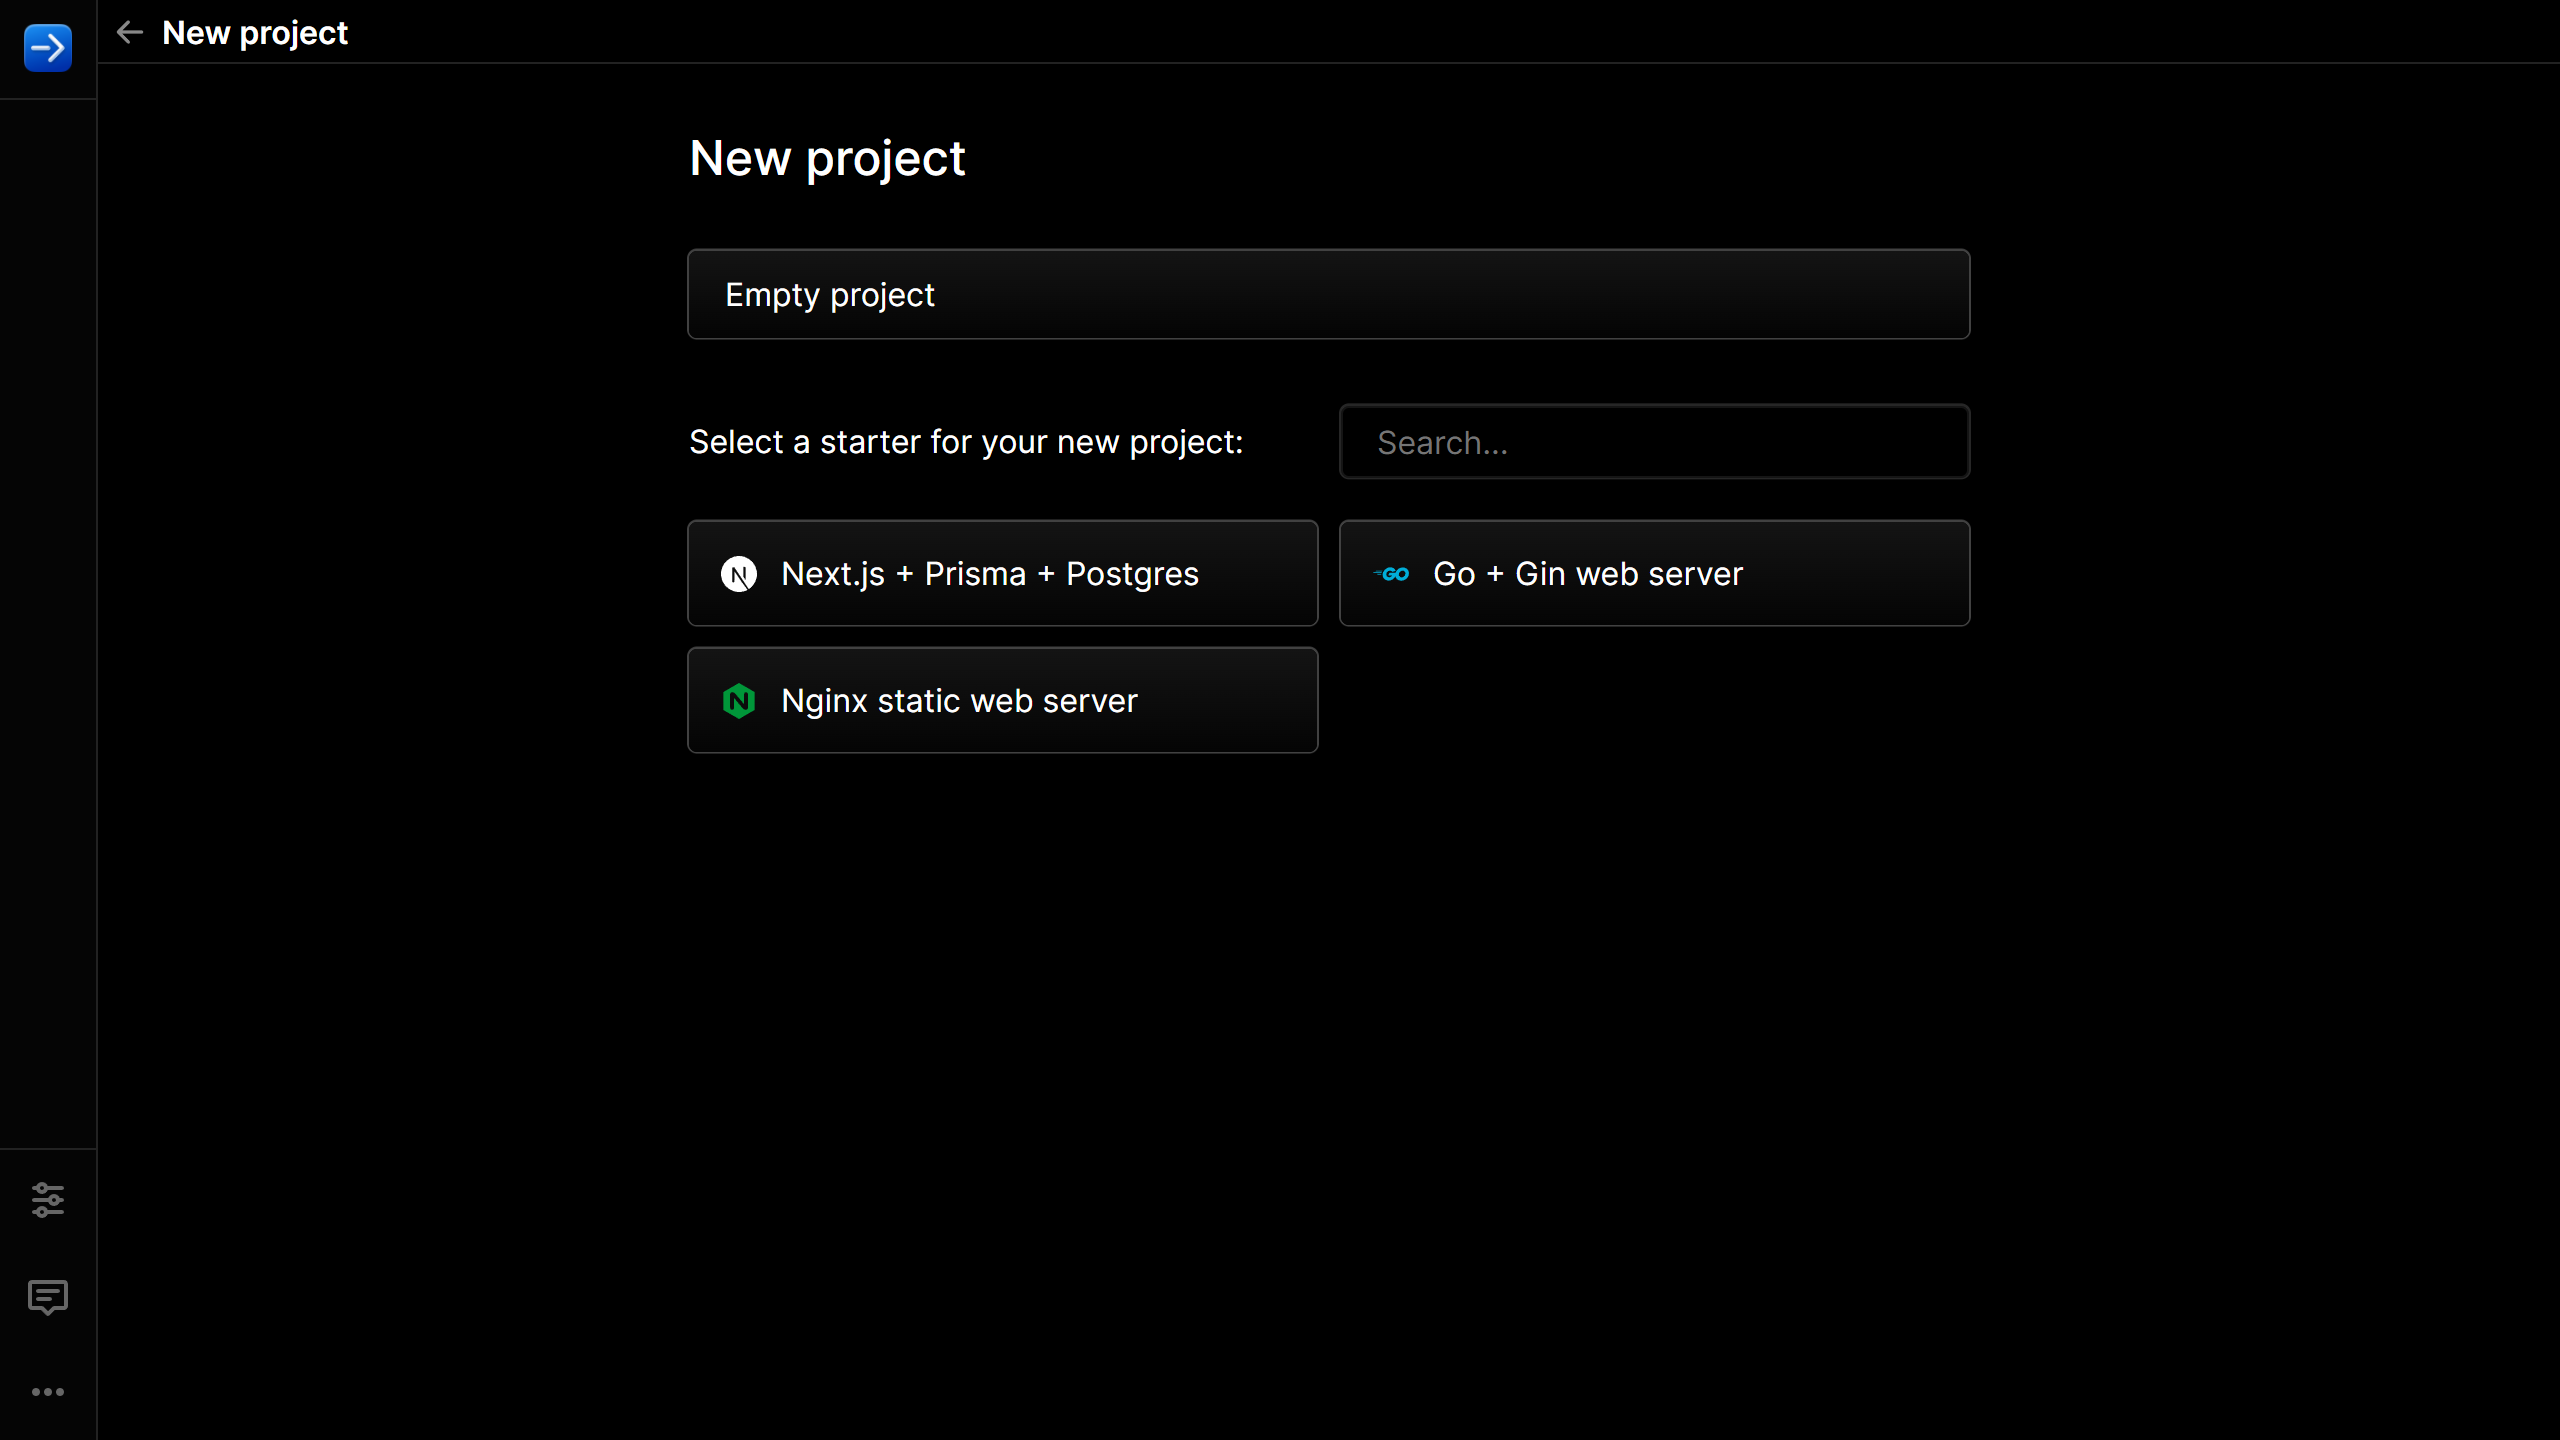 New project
New project
Empty project
Select a starter for your new project:
Search...
Next.js + Prisma + Postgres
GO
Go + Gin web server
Nginx static web server